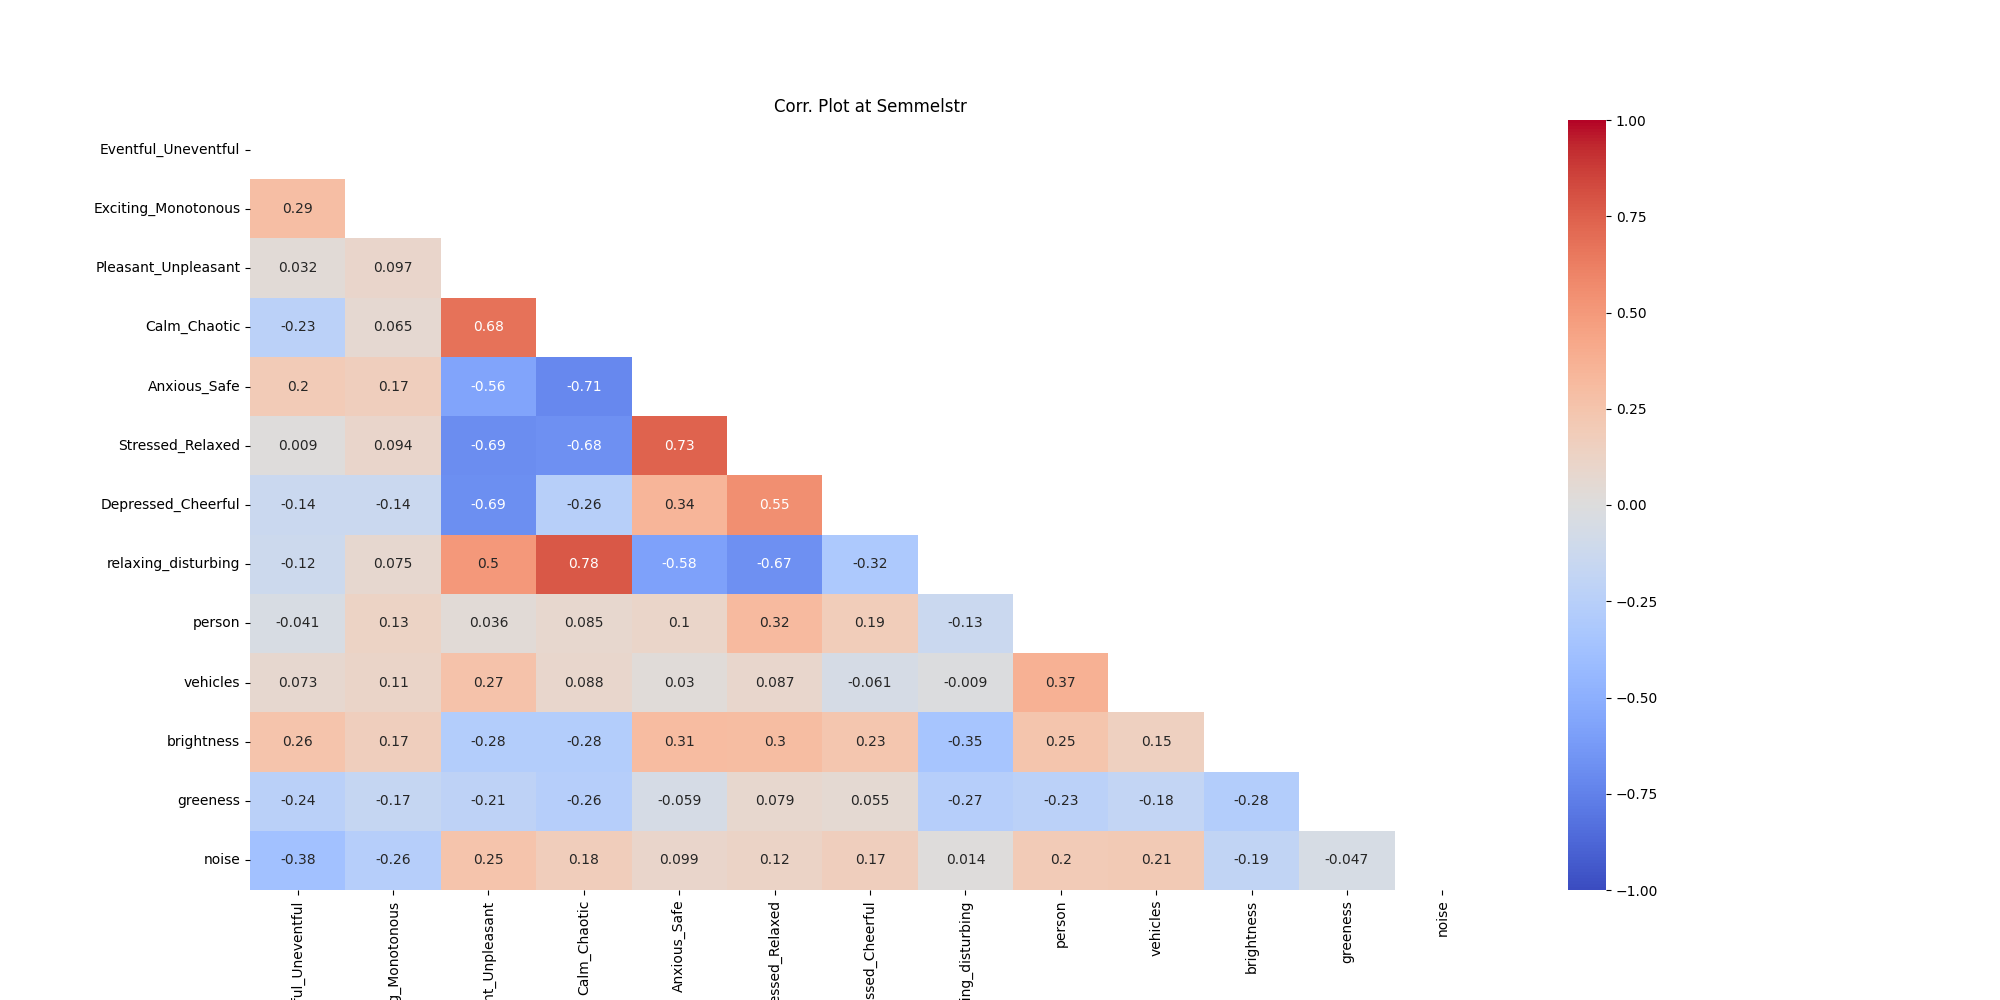 Corr. Plot at Semmelstr
1.00
Eventful_Uneventful
Exciting_Monotonous 0.29
0.75
Pleasant_Unpleasant 0.032 0.097
Calm_Chaotic -0.23 0.065 0.68
0.50
Anxious_Safe 0.2 0.17 -0.56 -0.71
0.25
Stressed_Relaxed 0.009 0.094 -0.69 -0.68 0.73
Depressed_Cheerful -0.14 -0.14 -0.69 -0.26 0.34 0.55
0.00
relaxing_disturbing -0.12 0.075 0.5 0.78 -0.58 -0.67 -0.32
−0.25
person -0.041 0.13 0.036 0.085 0.1 0.32 0.19 -0.13
vehicles 0.073 0.11 0.27 0.088 0.03 0.087 -0.061 -0.009 0.37
−0.50
brightness 0.26 0.17 -0.28 -0.28 0.31 0.3 0.23 -0.35 0.25 0.15
−0.75
greeness -0.24 -0.17 -0.21 -0.26 -0.059 0.079 0.055 -0.27 -0.23 -0.18 -0.28
noise -0.38 -0.26 0.25 0.18 0.099 0.12 0.17 0.014 0.2 0.21 -0.19 -0.047
−1.00
ful_Uneventful
g_Monotonous
nt_Unpleasant
Calm_Chaotic
Anxious_Safe
essed_Relaxed
ssed_Cheerful
ing_disturbing
person
vehicles
brightness
greeness
noise